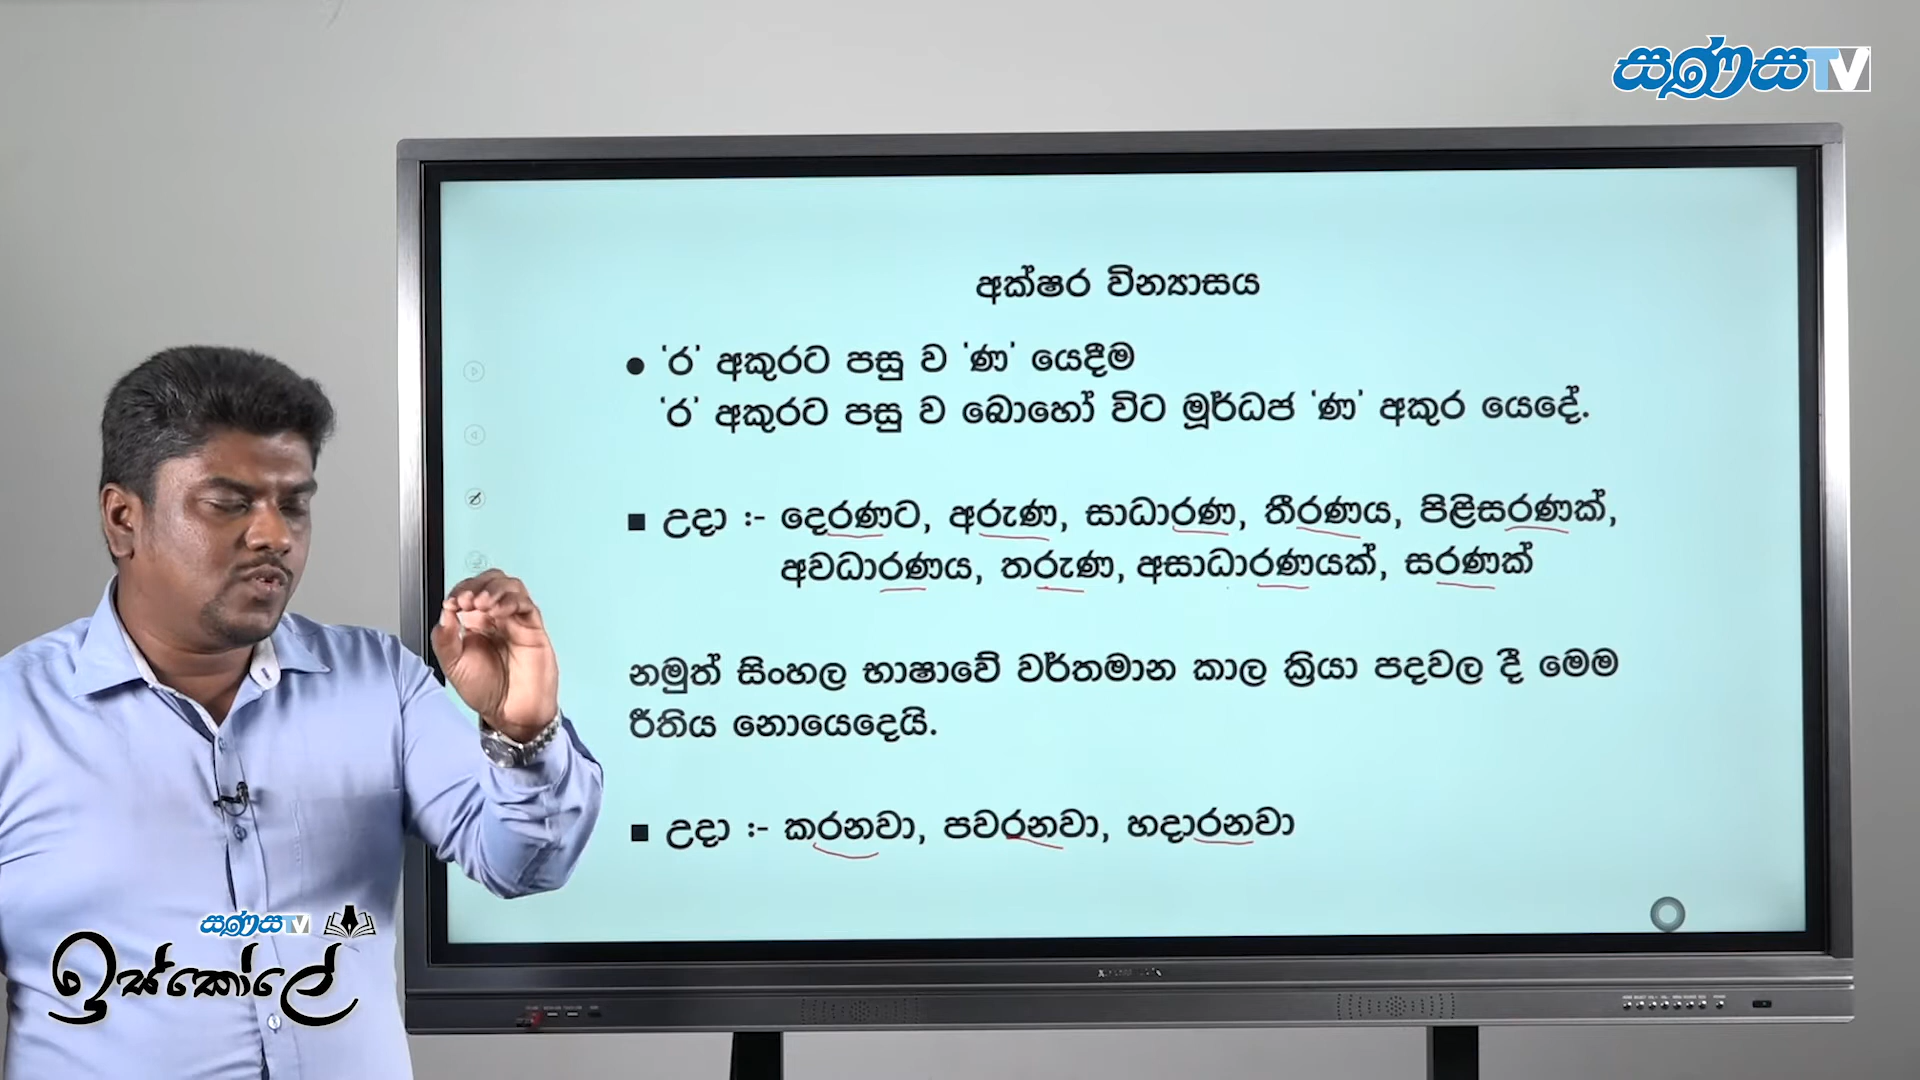 සණස TV
අක්ෂර වින්‍යාසය
● 'ර' අකුරට පසු ව 'ණ' යෙදීම
'ර' අකුරට පසු ව බොහෝ විට මූර්ධජ 'ණ' අකුර යෙදේ.
■ උදා :- දෙරණට, අරුණ, සාධාරණ, තීරණය, පිළිසරණක්,
අවධාරණය, තරුණ, අසාධාරණයක්, සරණක්
නමුත් සිංහල භාෂාවේ වර්තමාන කාල ක්‍රියා පදවල දී මෙම
රීතිය නොයෙදෙයි.
■ උදා :- කරනවා, පවරනවා, හදාරනවා
සණස TV
ඉස්කෝලේ